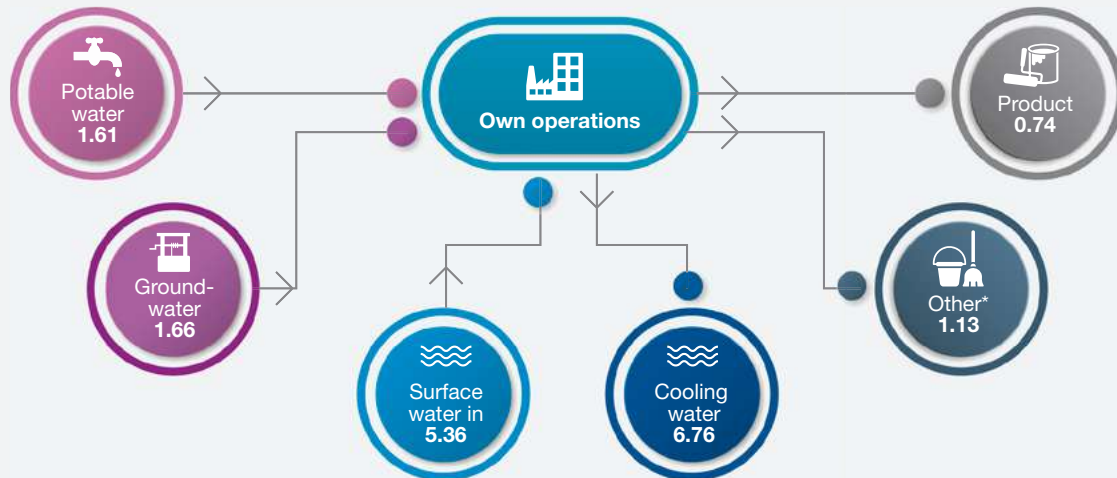 Potable
water
1.61
Own operations
Product
0.74
Ground-
water
1.66
Other*
1.13
Surface
water in
5.36
Cooling
water
6.76